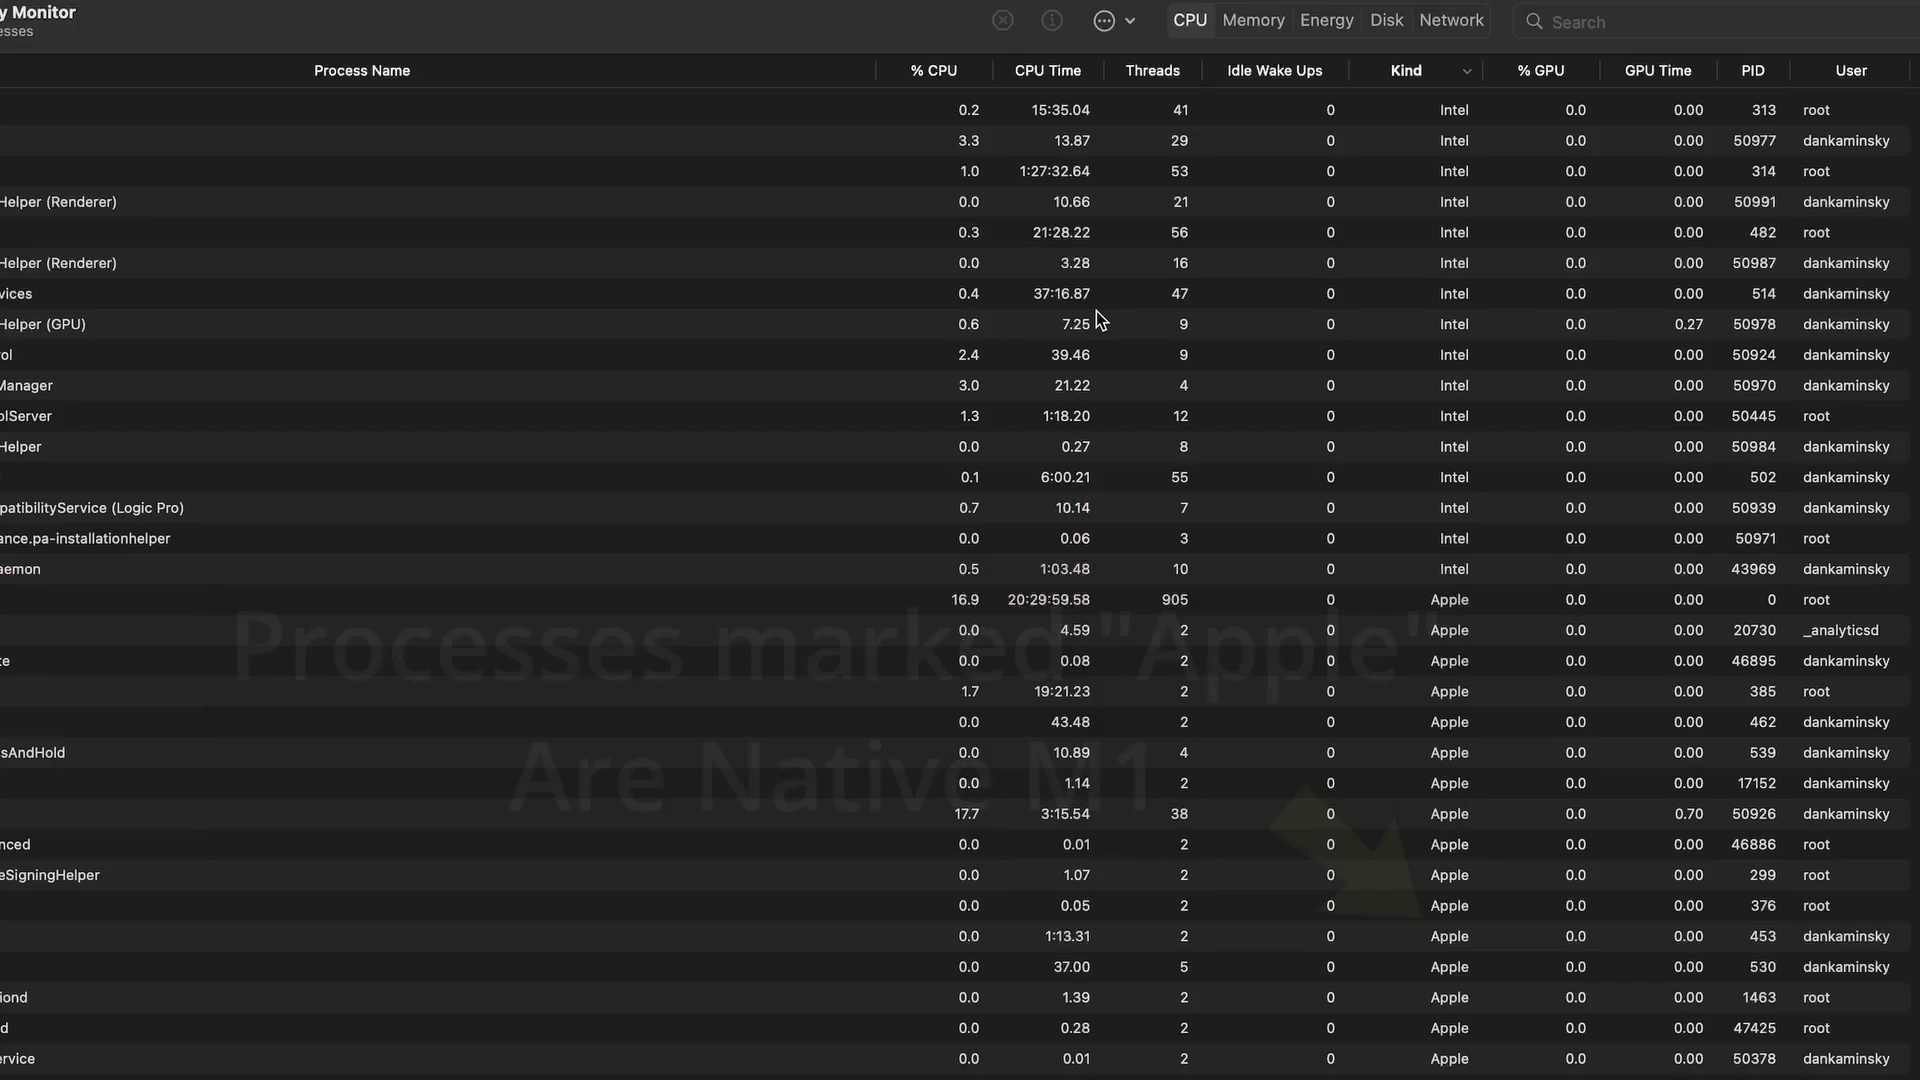 y Monitor
esses
CPU Memory Energy Disk Network Search
Process Name % CPU CPU Time Threads Idle Wake Ups Kind % GPU GPU Time PID User
0.2 15:35.04 41 0 Intel 0.0 0.00 313 root
3.3 13.87 29 0 Intel 0.0 0.00 50977 dankaminsky
1.0 1:27:32.64 53 0 Intel 0.0 0.00 314 root
Helper (Renderer) 0.0 10.66 21 0 Intel 0.0 0.00 50991 dankaminsky
0.3 21:28.22 56 0 Intel 0.0 0.00 482 root
Helper (Renderer) 0.0 3.28 16 0 Intel 0.0 0.00 50987 dankaminsky
vices 0.4 37:16.87 47 0 Intel 0.0 0.00 514 dankaminsky
Helper (GPU) 0.6 7.25 9 0 Intel 0.0 0.27 50978 dankaminsky
ol 2.4 39.46 9 0 Intel 0.0 0.00 50924 dankaminsky
Manager 3.0 21.22 4 0 Intel 0.0 0.00 50970 dankaminsky
olServer 1.3 1:18.20 12 0 Intel 0.0 0.00 50445 root
Helper 0.0 0.27 8 0 Intel 0.0 0.00 50984 dankaminsky
0.1 6:00.21 55 0 Intel 0.0 0.00 502 dankaminsky
patibilityService (Logic Pro) 0.7 10.14 7 0 Intel 0.0 0.00 50939 dankaminsky
ance.pa-installationhelper 0.0 0.06 3 0 Intel 0.0 0.00 50971 root
aemon 0.5 1:03.48 10 0 Intel 0.0 0.00 43969 dankaminsky
16.9 20:29:59.58 905 0 Apple 0.0 0.00 0 root
Processes marked "Apple"
0.0 4.59 2 0 Apple 0.0 0.00 20730 _analyticsd
te 0.0 0.08 2 0 Apple 0.0 0.00 46895 dankaminsky
1.7 19:21.23 2 0 Apple 0.0 0.00 385 root
0.0 43.48 2 0 Apple 0.0 0.00 462 dankaminsky
sAndHold 0.0 10.89 4 0 Apple 0.0 0.00 539 dankaminsky
Are Native M1
0.0 1.14 2 0 Apple 0.0 0.00 17152 dankaminsky
17.7 3:15.54 38 0 Apple 0.0 0.70 50926 dankaminsky
nced 0.0 0.01 2 0 Apple 0.0 0.00 46886 root
eSigningHelper 0.0 1.07 2 0 Apple 0.0 0.00 299 root
0.0 0.05 2 0 Apple 0.0 0.00 376 root
0.0 1:13.31 2 0 Apple 0.0 0.00 453 dankaminsky
0.0 37.00 5 0 Apple 0.0 0.00 530 dankaminsky
iond 0.0 1.39 2 0 Apple 0.0 0.00 1463 root
d 0.0 0.28 2 0 Apple 0.0 0.00 47425 root
ervice 0.0 0.01 2 0 Apple 0.0 0.00 50378 dankaminsky